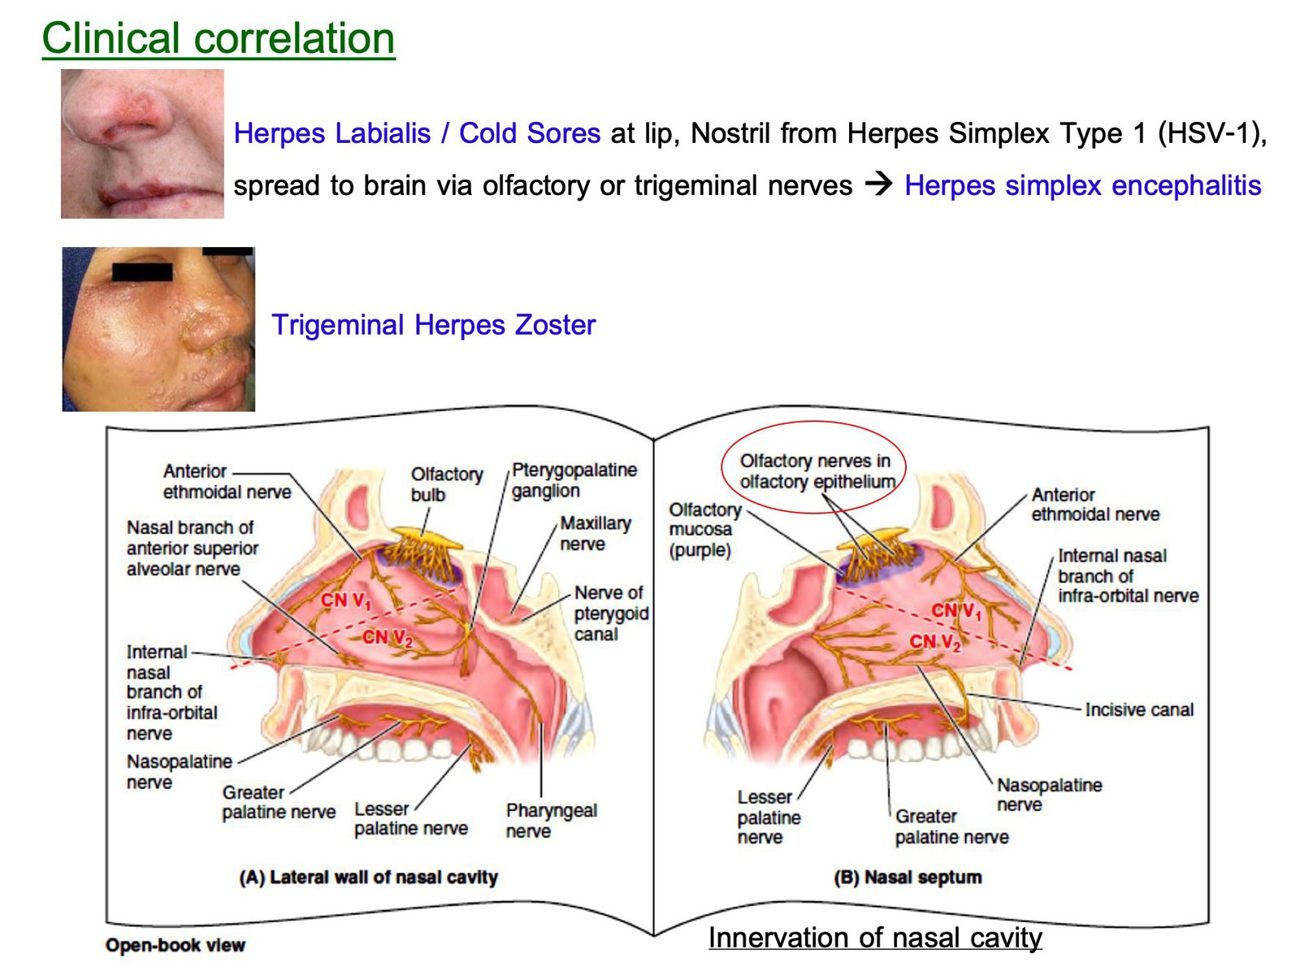 Clinical correlation
Herpes Labialis / Cold Sores at lip, Nostril from Herpes Simplex Type 1 (HSV-1),
spread to brain via olfactory or trigeminal nerves → Herpes simplex encephalitis
Trigeminal Herpes Zoster
Anterior
ethmoidal nerve
Nasal branch of
anterior superior
alveolar nerve
Olfactory
bulb
Pterygopalatine
ganglion
Maxillary
nerve
Nerve of
pterygoid
canal
CN V1
CN V2
Internal
nasal
branch of
infra-orbital
nerve
Nasopalatine
nerve
Greater
palatine nerve
Lesser
palatine nerve
Pharyngeal
nerve
(A) Lateral wall of nasal cavity
Olfactory nerves in
olfactory epithelium
Olfactory
mucosa
(purple)
Anterior
ethmoidal nerve
Internal nasal
branch of
infra-orbital nerve
CN V1
CN V2
Incisive canal
Nasopalatine
nerve
Lesser
palatine
nerve
Greater
palatine nerve
(B) Nasal septum
Open-book view
Innervation of nasal cavity